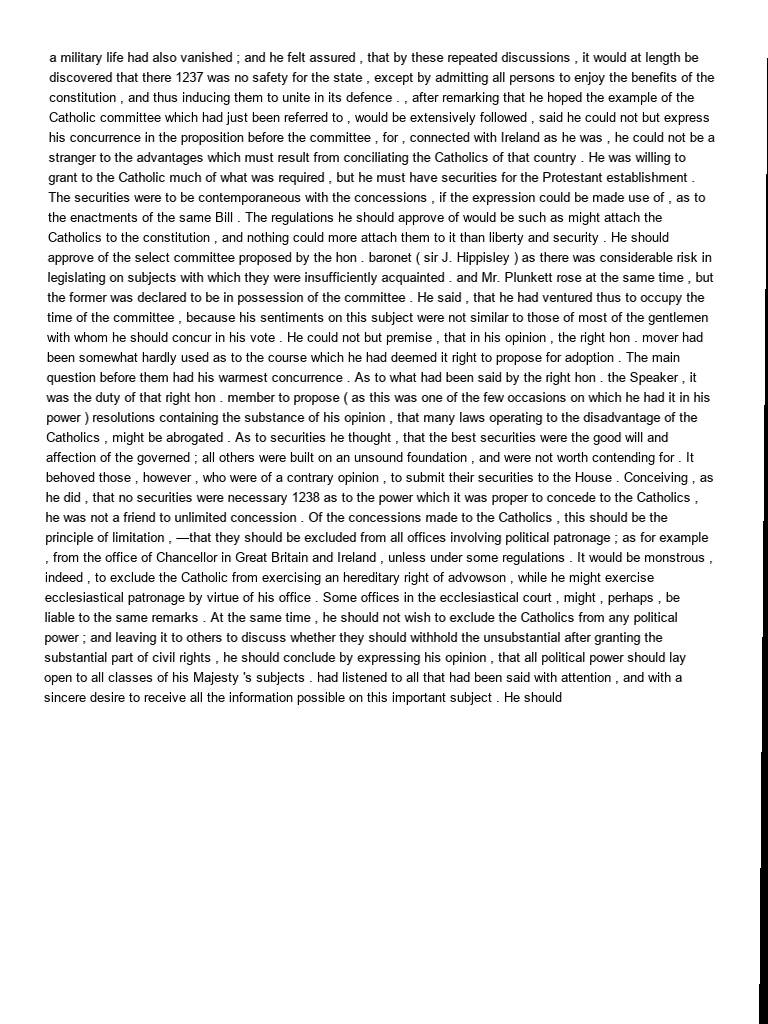 a military life had also vanished ; and he felt assured , that by these repeated discussions , it would at length be
discovered that there 1237 was no safety for the state , except by admitting all persons to enjoy the benefits of the
constitution , and thus inducing them to unite in its defence . , after remarking that he hoped the example of the
Catholic committee which had just been referred to , would be extensively followed , said he could not but express
his concurrence in the proposition before the committee , for , connected with Ireland as he was , he could not be a
stranger to the advantages which must result from conciliating the Catholics of that country . He was willing to
grant to the Catholic much of what was required , but he must have securities for the Protestant establishment .
The securities were to be contemporaneous with the concessions , if the expression could be made use of , as to
the enactments of the same Bill . The regulations he should approve of would be such as might attach the
Catholics to the constitution , and nothing could more attach them to it than liberty and security . He should
approve of the select committee proposed by the hon . baronet ( sir J. Hippisley ) as there was considerable risk in
legislating on subjects with which they were insufficiently acquainted . and Mr. Plunkett rose at the same time , but
the former was declared to be in possession of the committee . He said , that he had ventured thus to occupy the
time of the committee , because his sentiments on this subject were not similar to those of most of the gentlemen
with whom he should concur in his vote . He could not but premise , that in his opinion , the right hon . mover had
been somewhat hardly used as to the course which he had deemed it right to propose for adoption . The main
question before them had his warmest concurrence . As to what had been said by the right hon . the Speaker , it
was the duty of that right hon . member to propose ( as this was one of the few occasions on which he had it in his
power ) resolutions containing the substance of his opinion , that many laws operating to the disadvantage of the
Catholics , might be abrogated . As to securities he thought , that the best securities were the good will and
affection of the governed ; all others were built on an unsound foundation , and were not worth contending for . It
behoved those , however , who were of a contrary opinion , to submit their securities to the House . Conceiving , as
he did , that no securities were necessary 1238 as to the power which it was proper to concede to the Catholics ,
he was not a friend to unlimited concession . Of the concessions made to the Catholics , this should be the
principle of limitation , —that they should be excluded from all offices involving political patronage ; as for example
, from the office of Chancellor in Great Britain and Ireland , unless under some regulations . It would be monstrous ,
indeed , to exclude the Catholic from exercising an hereditary right of advowson , while he might exercise
ecclesiastical patronage by virtue of his office . Some offices in the ecclesiastical court , might , perhaps , be
liable to the same remarks . At the same time , he should not wish to exclude the Catholics from any political
power ; and leaving it to others to discuss whether they should withhold the unsubstantial after granting the
substantial part of civil rights , he should conclude by expressing his opinion , that all political power should lay
open to all classes of his Majesty 's subjects . had listened to all that had been said with attention , and with a
sincere desire to receive all the information possible on this important subject . He should